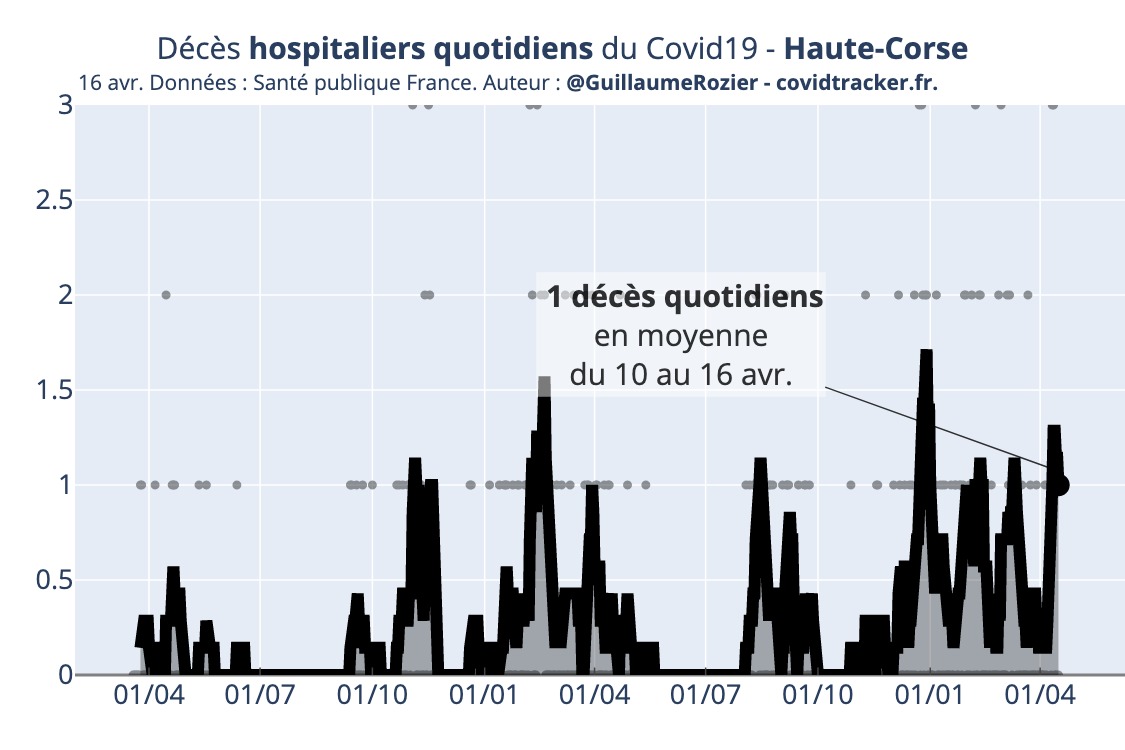 Décès hospitaliers quotidiens du Covid19 - Haute-Corse
16 avr. Données : Santé publique France. Auteur : @GuillaumeRozier - covidtracker.fr.
3
2.5
2
1.5
1
0.5
0
1 décès quotidiens
en moyenne
du 10 au 16 avr.
01/04 01/07 01/10 01/01 01/04 01/07 01/10 01/01 01/04